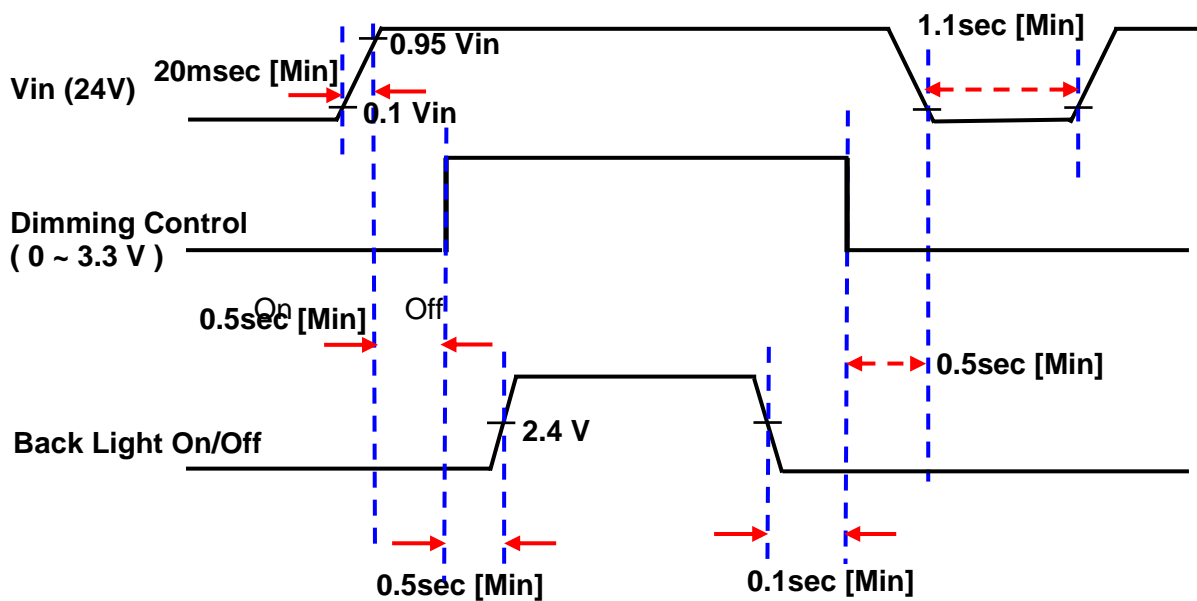 1.1sec [Min]
0.95 Vin
20msec [Min]
Vin (24V)
0.1 Vin
Dimming Control
( 0 ~ 3.3 V )
On Off
0.5sec [Min]
0.5sec [Min]
2.4 V
Back Light On/Off
0.5sec [Min]
0.1sec [Min]